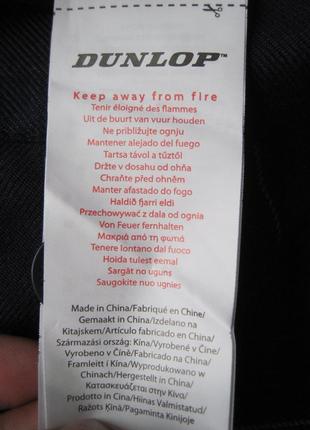 DUNLOP™
Keep away from fire
Tenir éloigné des flammes
Uit de buurt van vuur houden
Ne približujte ognju
Mantener alejado del fuego
Tartsa távol a tűztől
Držte v dosahu od ohňa
Chraňte před ohněm
Manter afastado do fogo
Haldið fjarri eldi
Przechowywać z dala od ognia
Von Feuer fernhalten
Μακριά από τη φωτιά
Tenere lontano dal fuoco
Hoida tulest eemal
Sargāt no uguns
Saugokite nuo ugnies
Made in China/Fabriqué en Chine/
Gemaakt in China/Izdelano na
Kitajskem/Artículo fabricado en China/
Származási ország: Kína/Vyrobené v Číne/
Vyrobeno v Číně/Fabricado na China/
Framleitt í Kína/Wyprodukowano w
Chinach/Hergestellt in China/
Κατασκευάζεται στην Κίνα/
Prodotto in Cina/Hiinas Valmistatud/
Ražots Ķīnā/Pagaminta Kinijoje